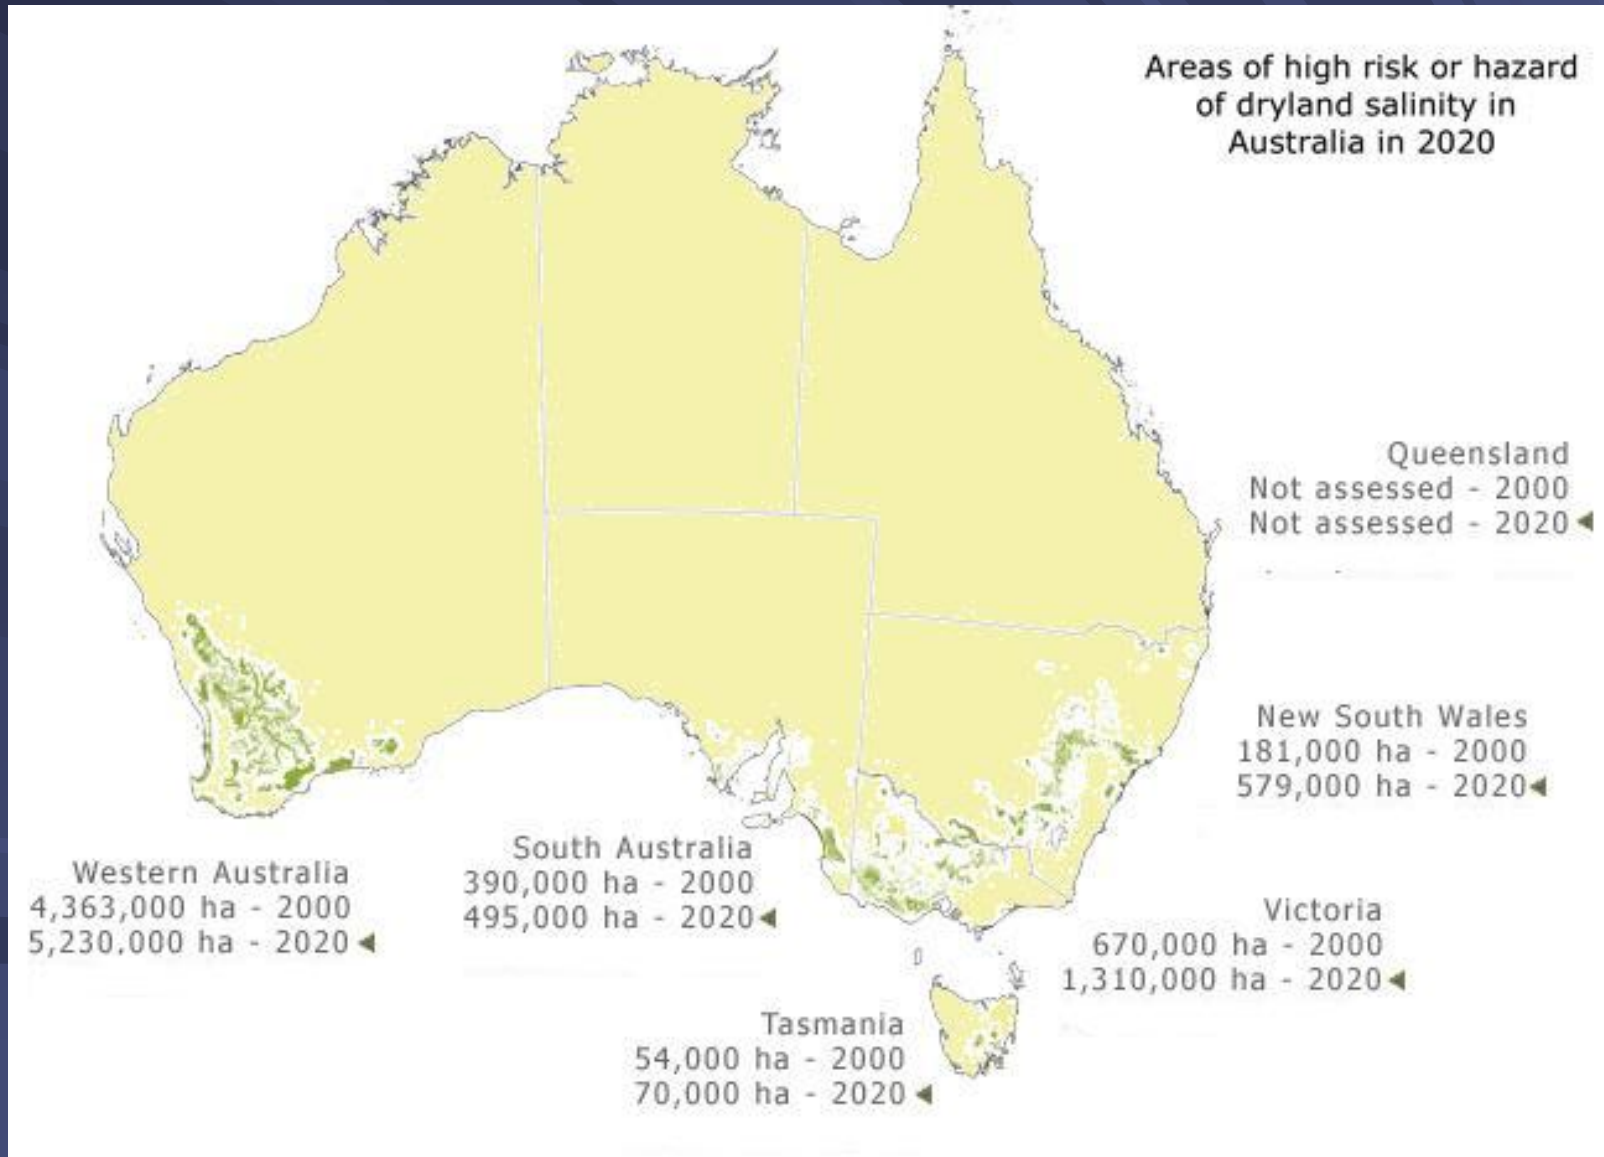 Areas of high risk or hazard
of dryland salinity in
Australia in 2020
Queensland
Not assessed - 2000
Not assessed - 2020
New South Wales
181,000 ha - 2000
579,000 ha - 2020
Western Australia
4,363,000 ha - 2000
5,230.000 ha - 2020
South Australia
390,000 ha - 2000
495,000 ha - 2020
Victoria
670,000 ha - 2000
1,310,000 ha - 2020
Tasmania
54,000 ha - 2000
70,000 ha - 2020